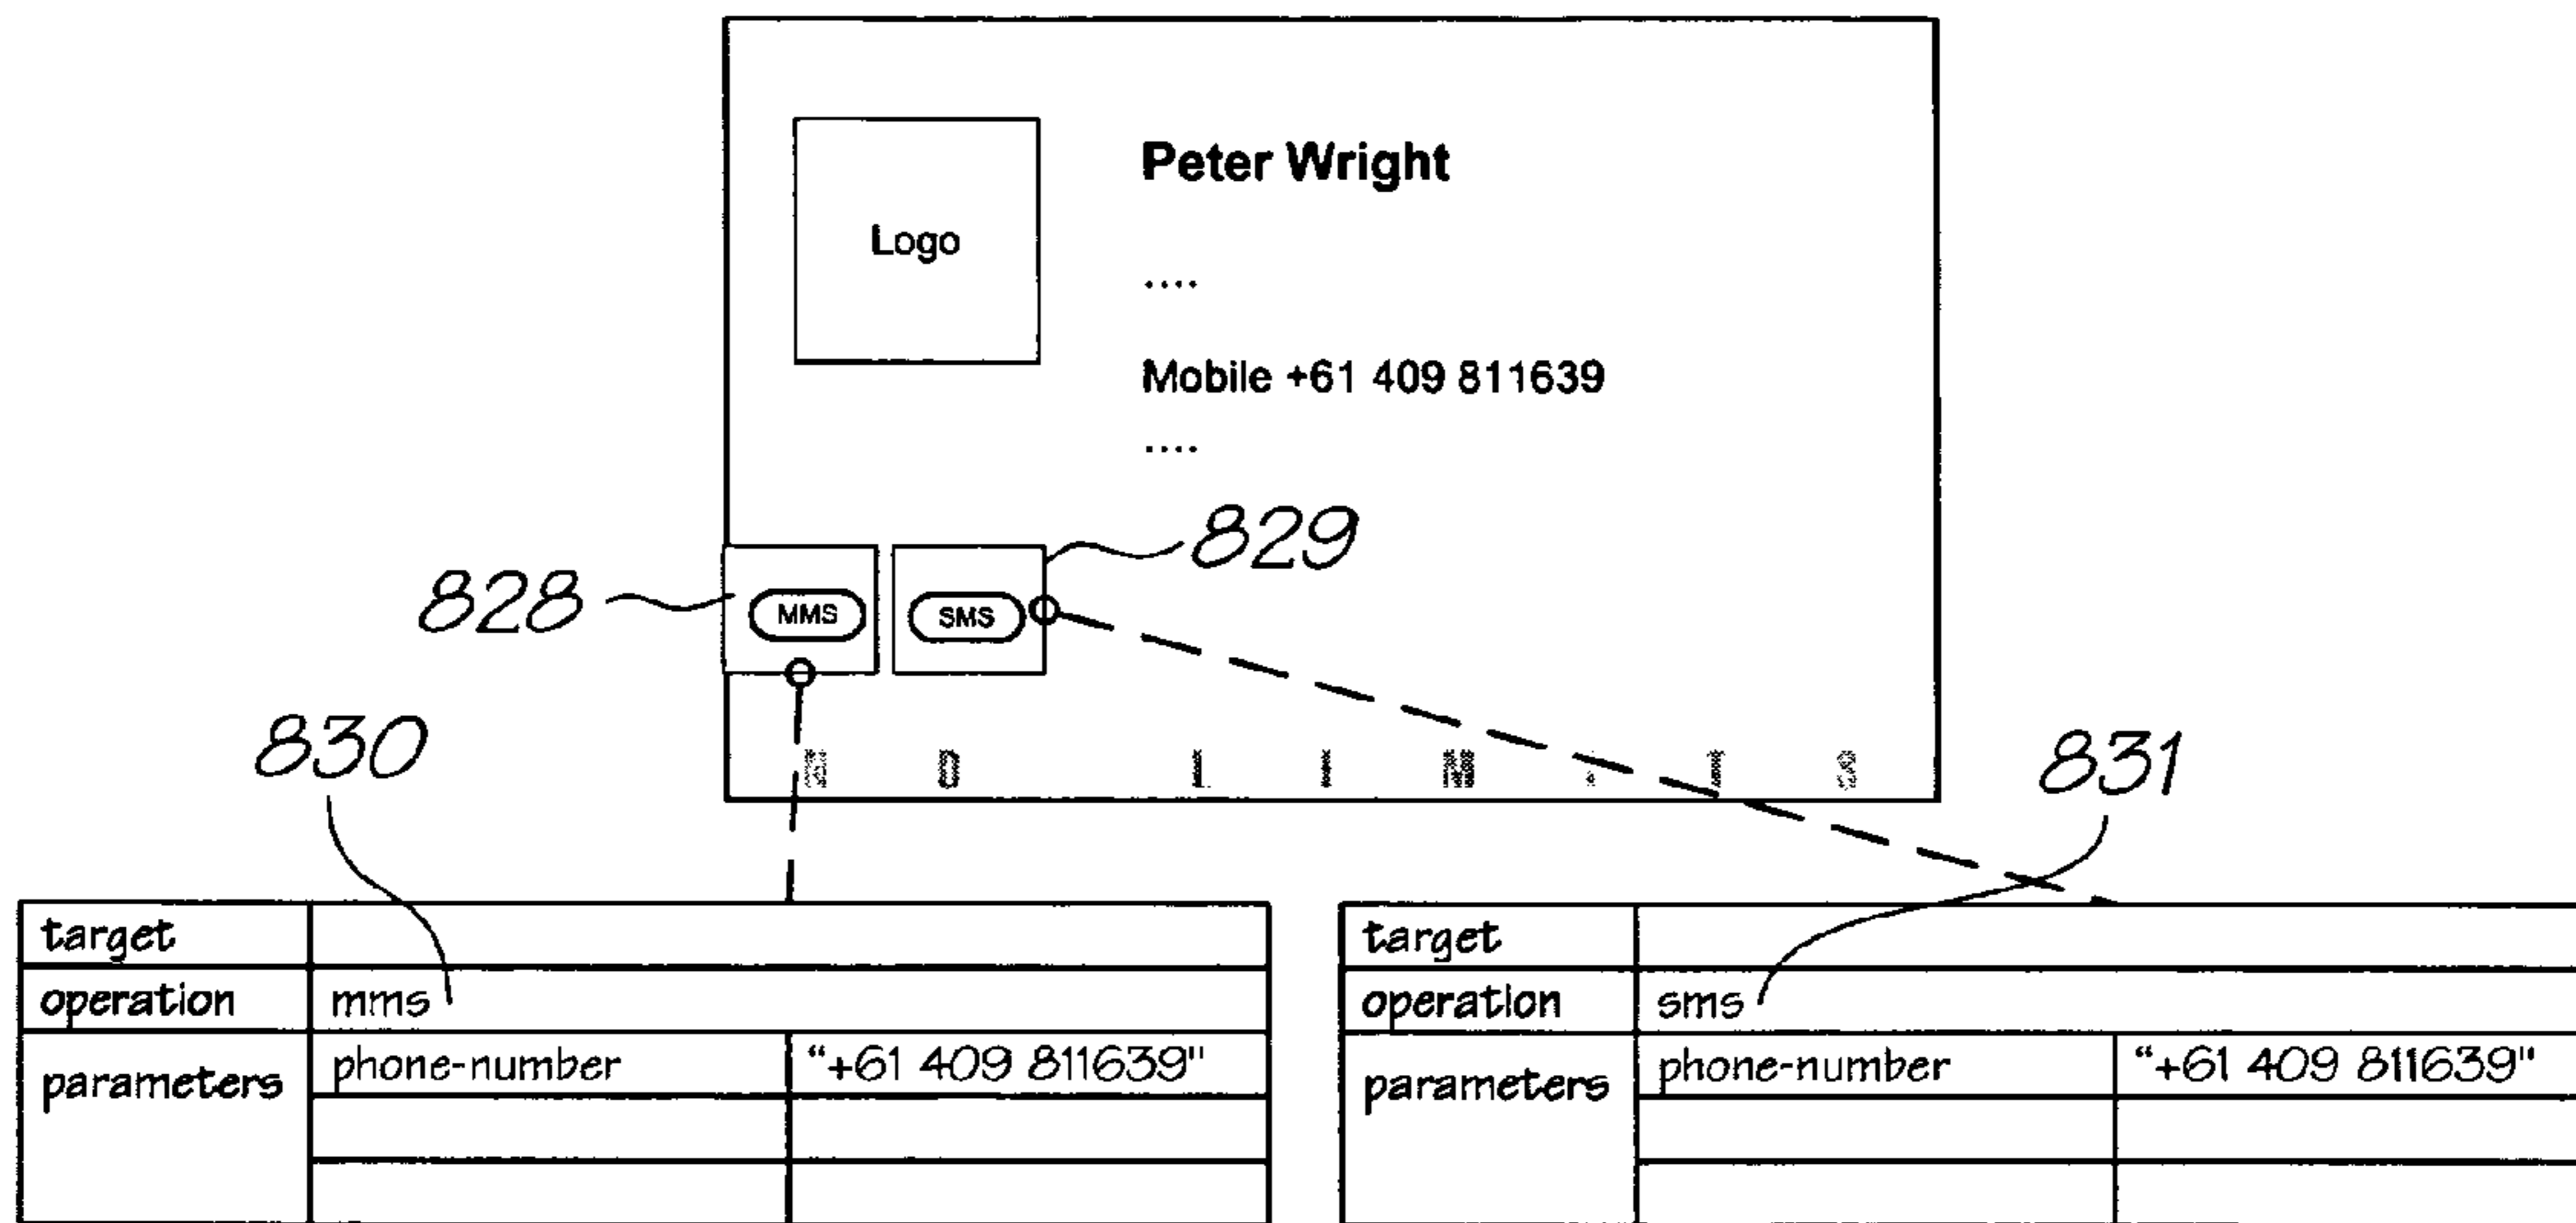 Peter Wright
Logo
....
Mobile +61 409 811639
....
829
828
MMS SMS
830
831
target
operation mms
parameters phone-number “+61 409 811639"
target
operation sms
parameters phone-number “+61 409 811639"